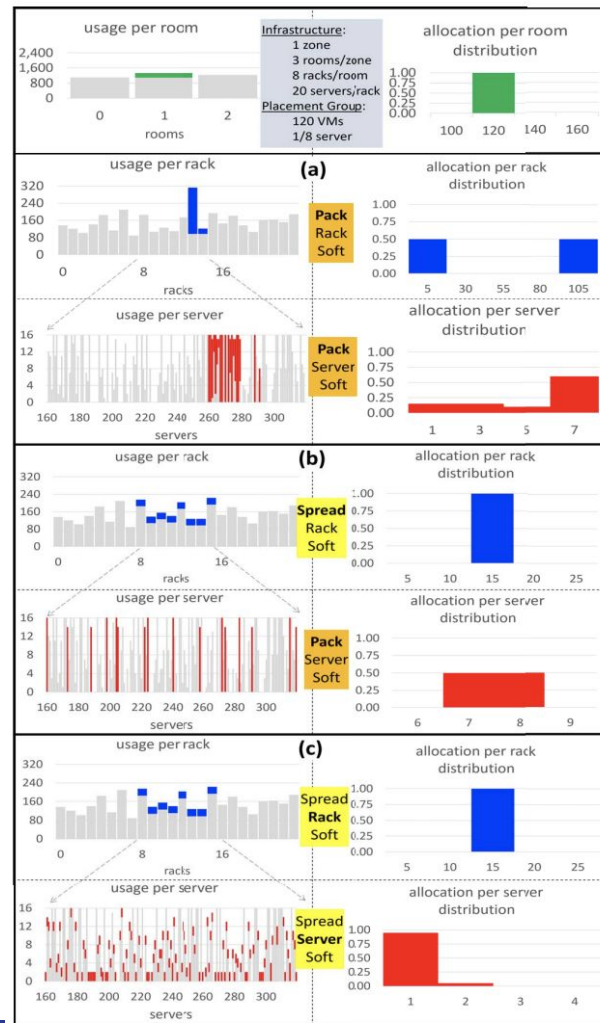 usage per room
2,400
1,600
800
0
0 1 2
rooms
Infrastructure:
1 zone
3 rooms/zone
8 racks/room
20 servers/rack
Placement Group:
120 VMs
1/8 server
allocation per room
distribution
1.00
0.75
0.50
0.25
0.00
100 120 140 160
usage per rack
(a)
320
240
160
80
0
0 8 16
racks
Pack
Rack
Soft
allocation per rack
distribution
1.00
0.75
0.50
0.25
0.00
5 30 55 80 105
usage per server
16
12
8
4
0
160 180 200 220 240 260 280 300
servers
Pack
Server
Soft
allocation per server
distribution
1.00
0.75
0.50
0.25
0.00
1 3 5 7
usage per rack
(b)
320
240
160
80
0
0 8 16
racks
Spread
Rack
Soft
allocation per rack
distribution
1.00
0.75
0.50
0.25
0.00
5 10 15 20 25
usage per server
16
12
8
4
0
160 180 200 220 240 260 280 300
servers
Pack
Server
Soft
allocation per server
distribution
1.00
0.75
0.50
0.25
0.00
6 7 8 9
usage per rack
(c)
320
240
160
80
0
0 8 16
racks
Spread
Rack
Soft
allocation per rack
distribution
1.00
0.75
0.50
0.25
0.00
5 10 15 20 25
usage per server
16
12
8
4
0
160 180 200 220 240 260 280 300
servers
Spread
Server
Soft
allocation per server
distribution
1.00
0.75
0.50
0.25
0.00
1 2 3 4